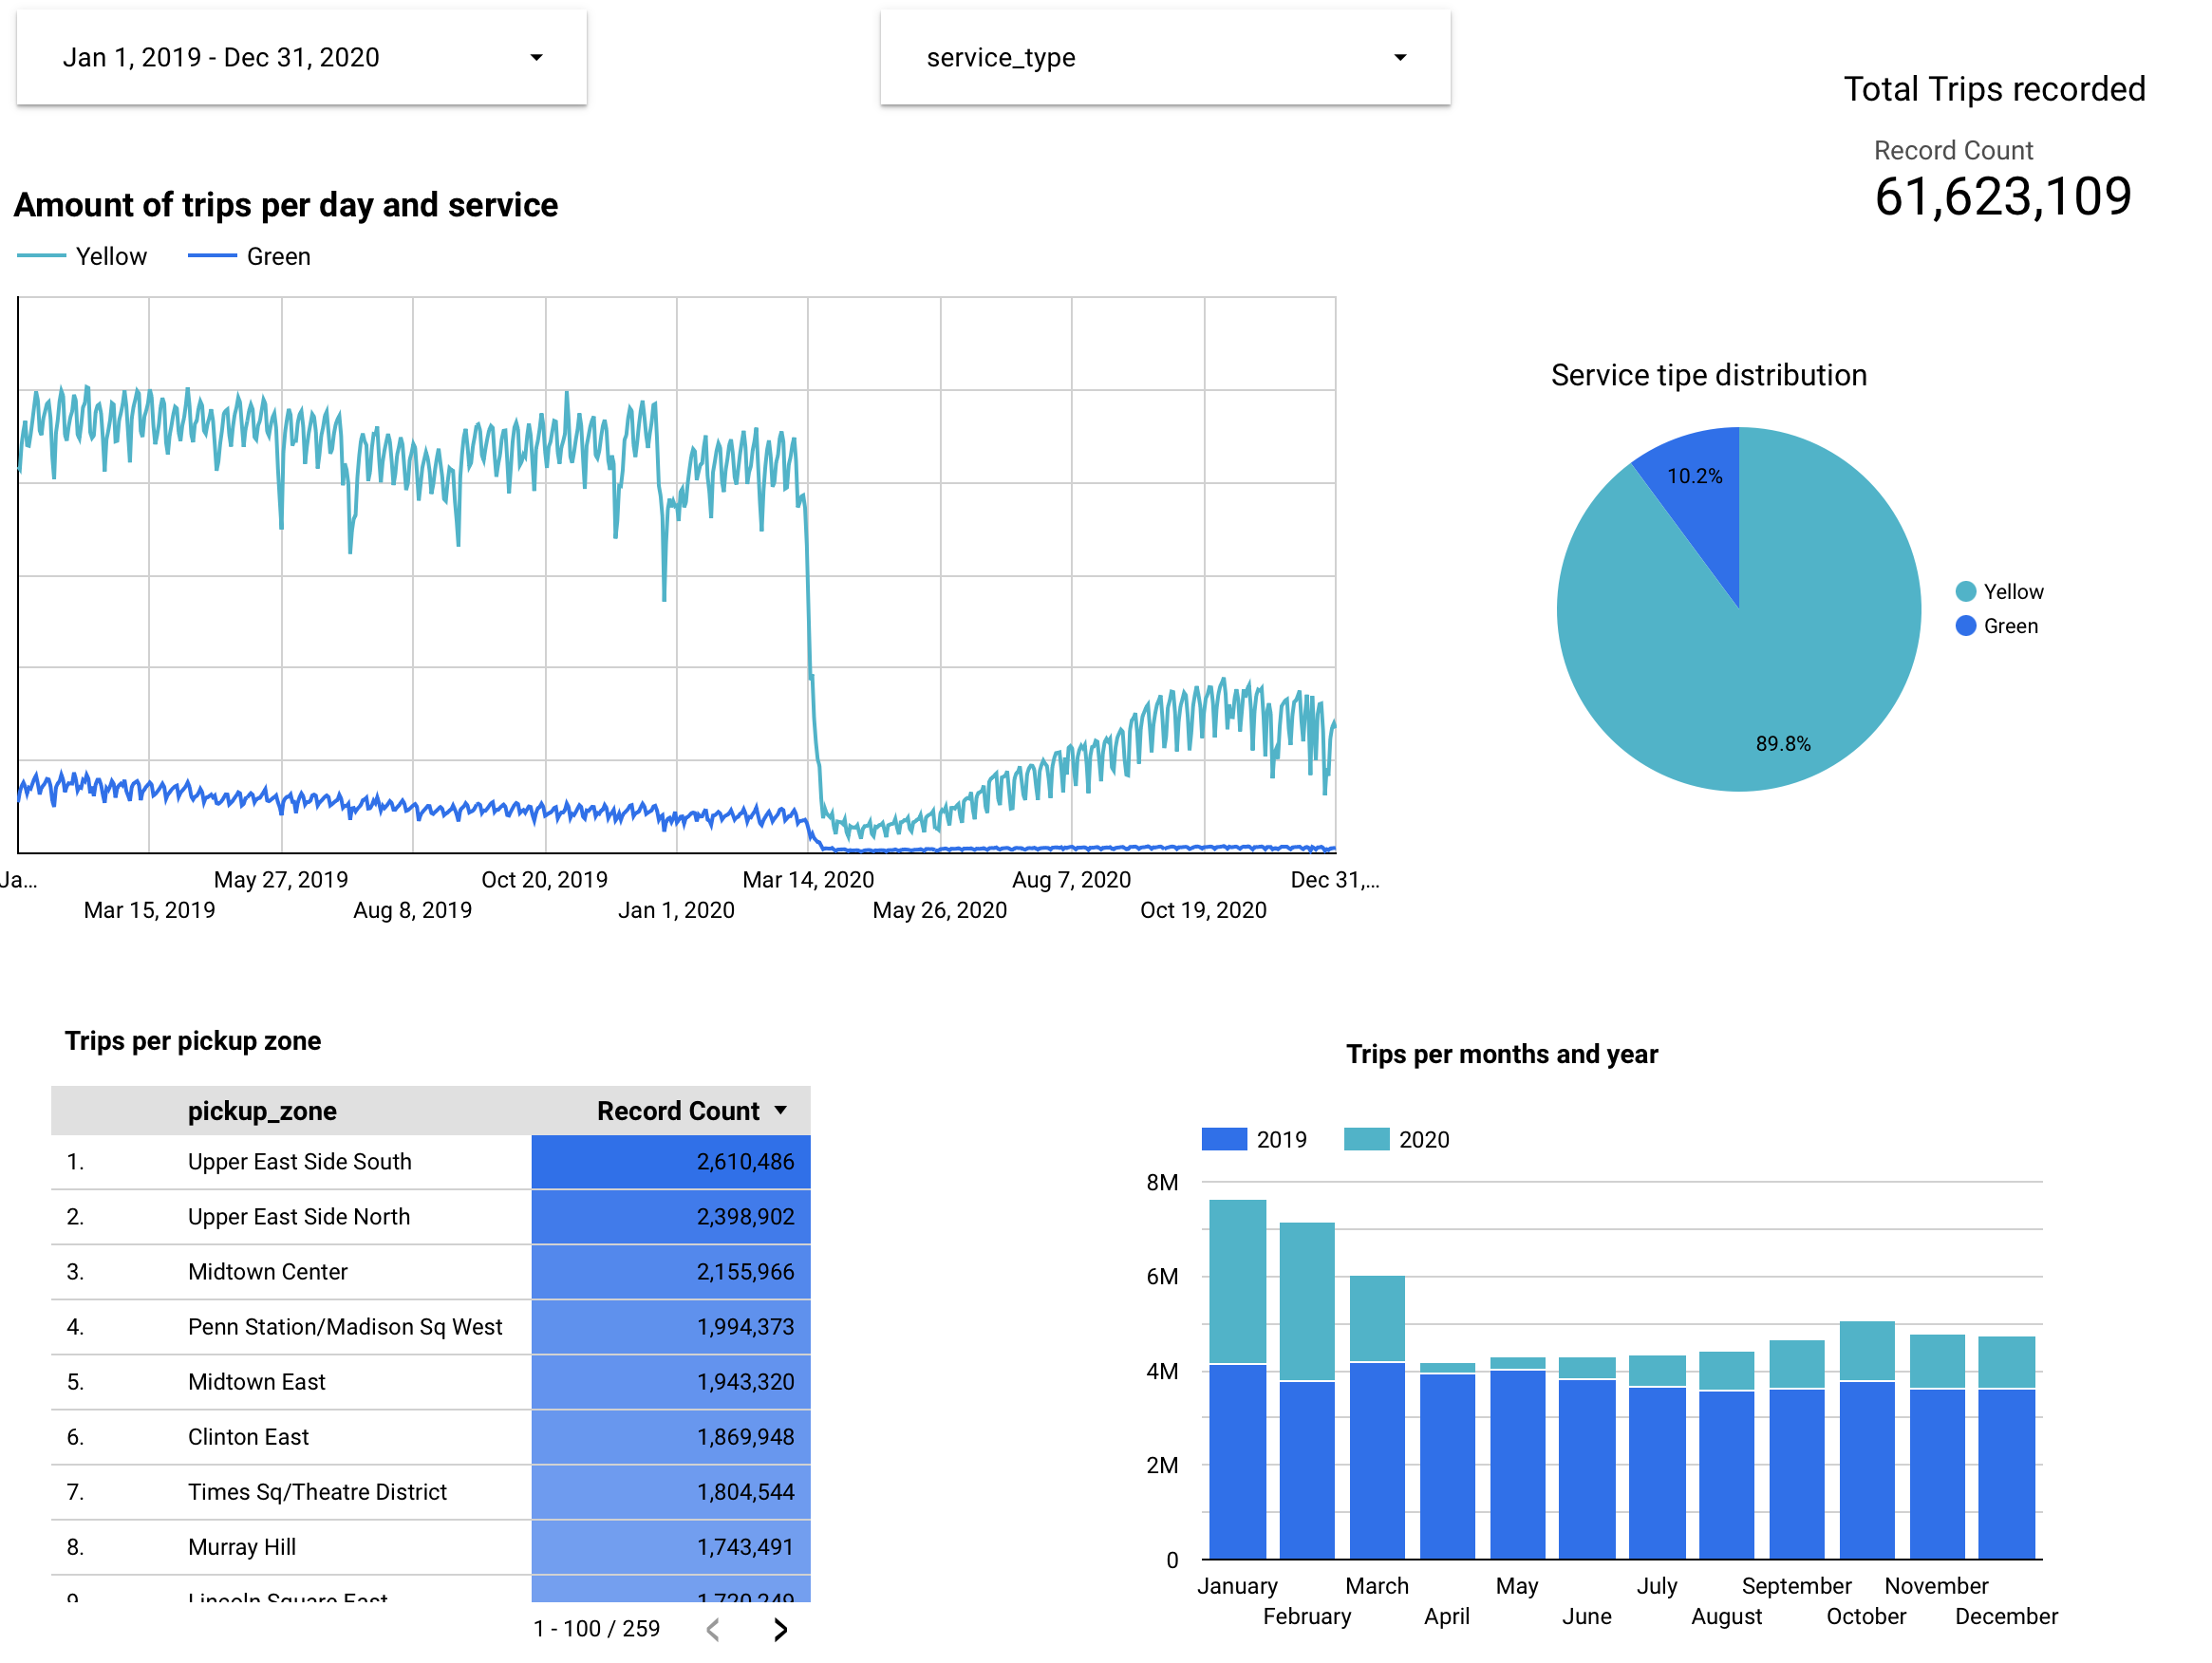 Jan 1, 2019 - Dec 31, 2020
service_type
Total Trips recorded
Record Count
61,623,109
Amount of trips per day and service
Yellow Green
Service tipe distribution
10.2%
89.8%
Yellow
Green
Ja... May 27, 2019 Oct 20, 2019 Mar 14, 2020 Aug 7, 2020 Dec 31,...
Mar 15, 2019 Aug 8, 2019 Jan 1, 2020 May 26, 2020 Oct 19, 2020
Trips per pickup zone
pickup_zone Record Count
1. Upper East Side South 2,610,486
2. Upper East Side North 2,398,902
3. Midtown Center 2,155,966
4. Penn Station/Madison Sq West 1,994,373
5. Midtown East 1,943,320
6. Clinton East 1,869,948
7. Times Sq/Theatre District 1,804,544
8. Murray Hill 1,743,491
9. Lincoln Square East 1,720,249
1 - 100 / 259
Trips per months and year
2019 2020
8M
6M
4M
2M
0
January March May July September November
February April June August October December